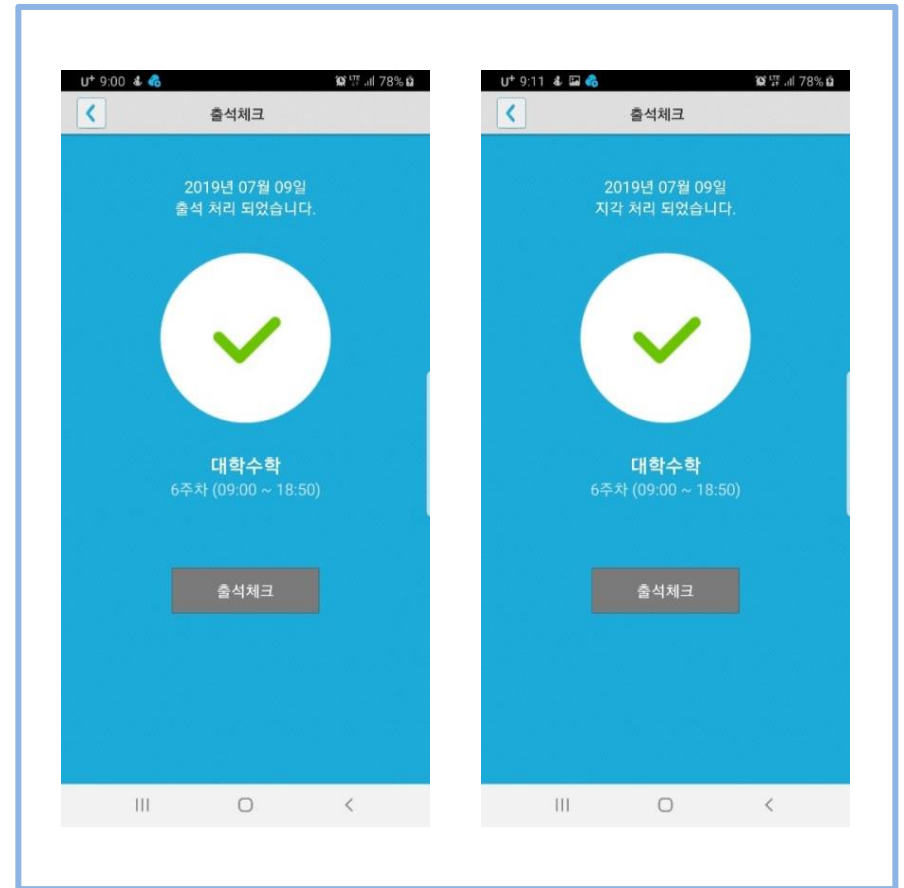 U+ 9:00 LTE 78%
출석체크
2019년 07월 09일
출석 처리 되었습니다.
대학수학
6주차 (09:00 ~ 18:50)
출석체크
U+ 9:11 LTE 78%
출석체크
2019년 07월 09일
지각 처리 되었습니다.
대학수학
6주차 (09:00 ~ 18:50)
출석체크